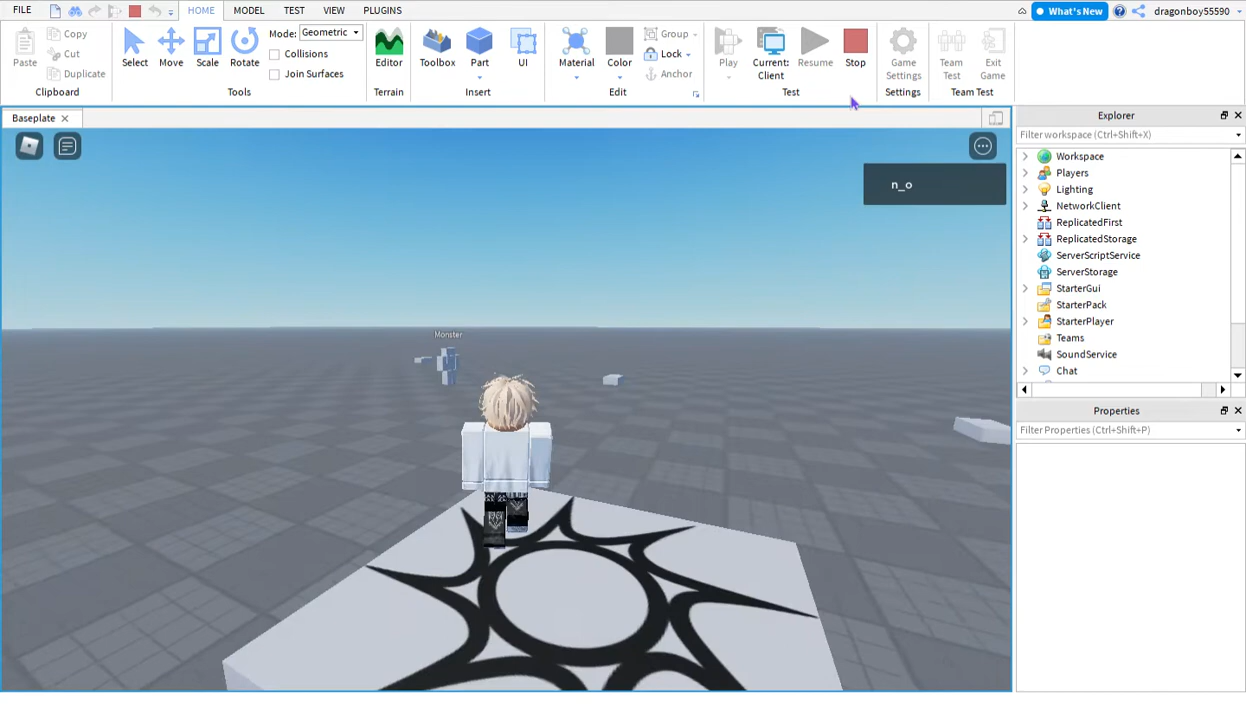 FILE HOME MODEL TEST VIEW PLUGINS What's New dragonboy55590
Paste Copy Cut Duplicate
Clipboard
Select Move Scale Rotate
Mode: Geometric
Collisions
Join Surfaces
Tools
Editor
Terrain
Toolbox Part UI
Insert
Material Color Group Lock Anchor
Edit
Play Current: Client Resume Stop
Test
Game Settings
Settings
Team Test Exit Game
Team Test
Baseplate
n_o
Monster
Explorer
Filter workspace (Ctrl+Shift+X)
Workspace
Players
Lighting
NetworkClient
ReplicatedFirst
ReplicatedStorage
ServerScriptService
ServerStorage
StarterGui
StarterPack
StarterPlayer
Teams
SoundService
Chat
Properties
Filter Properties (Ctrl+Shift+P)